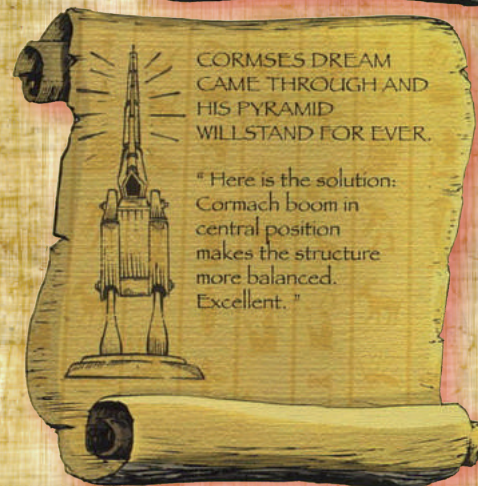 CORMSES DREAM
CAME THROUGH AND
HIS PYRAMID
WILLSTAND FOR EVER.
" Here is the solution:
Cormach boom in
central position
makes the structure
more balanced.
Excellent. "